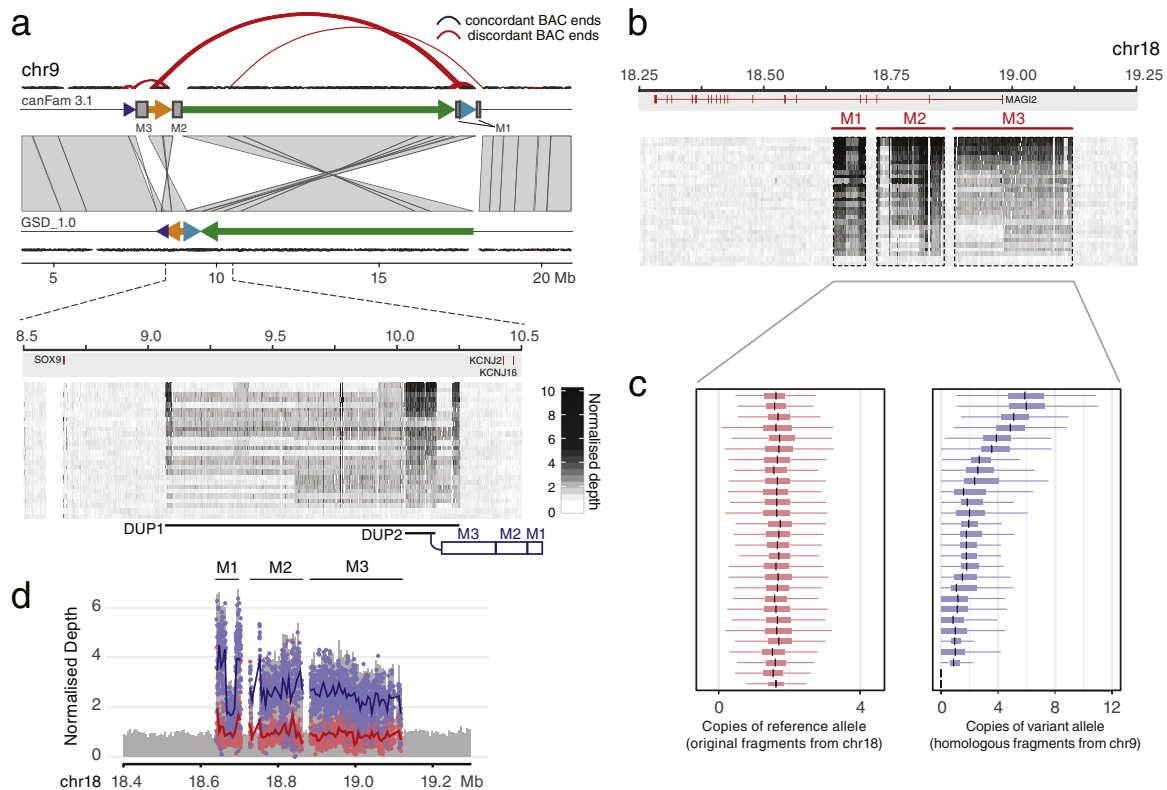 a
concordant BAC ends
discordant BAC ends
chr9
canFam 3.1
M3
M2
M1
GSD_1.0
5
10
15
20 Mb
8.5
9.0
9.5
10.0
10.5
SOX9
KCNJ2
KCNJ16
10
8
6
4
2
0
Normalised depth
DUP1
DUP2
M3
M2
M1
b
chr18
18.25
18.50
18.75
19.00
19.25
MAGI2
M1
M2
M3
c
0
4
Copies of reference allele
(original fragments from chr18)
0
4
8
12
Copies of variant allele
(homologous fragments from chr9)
d
M1
M2
M3
6
4
2
0
Normalised Depth
chr18
18.4
18.6
18.8
19.0
19.2
Mb